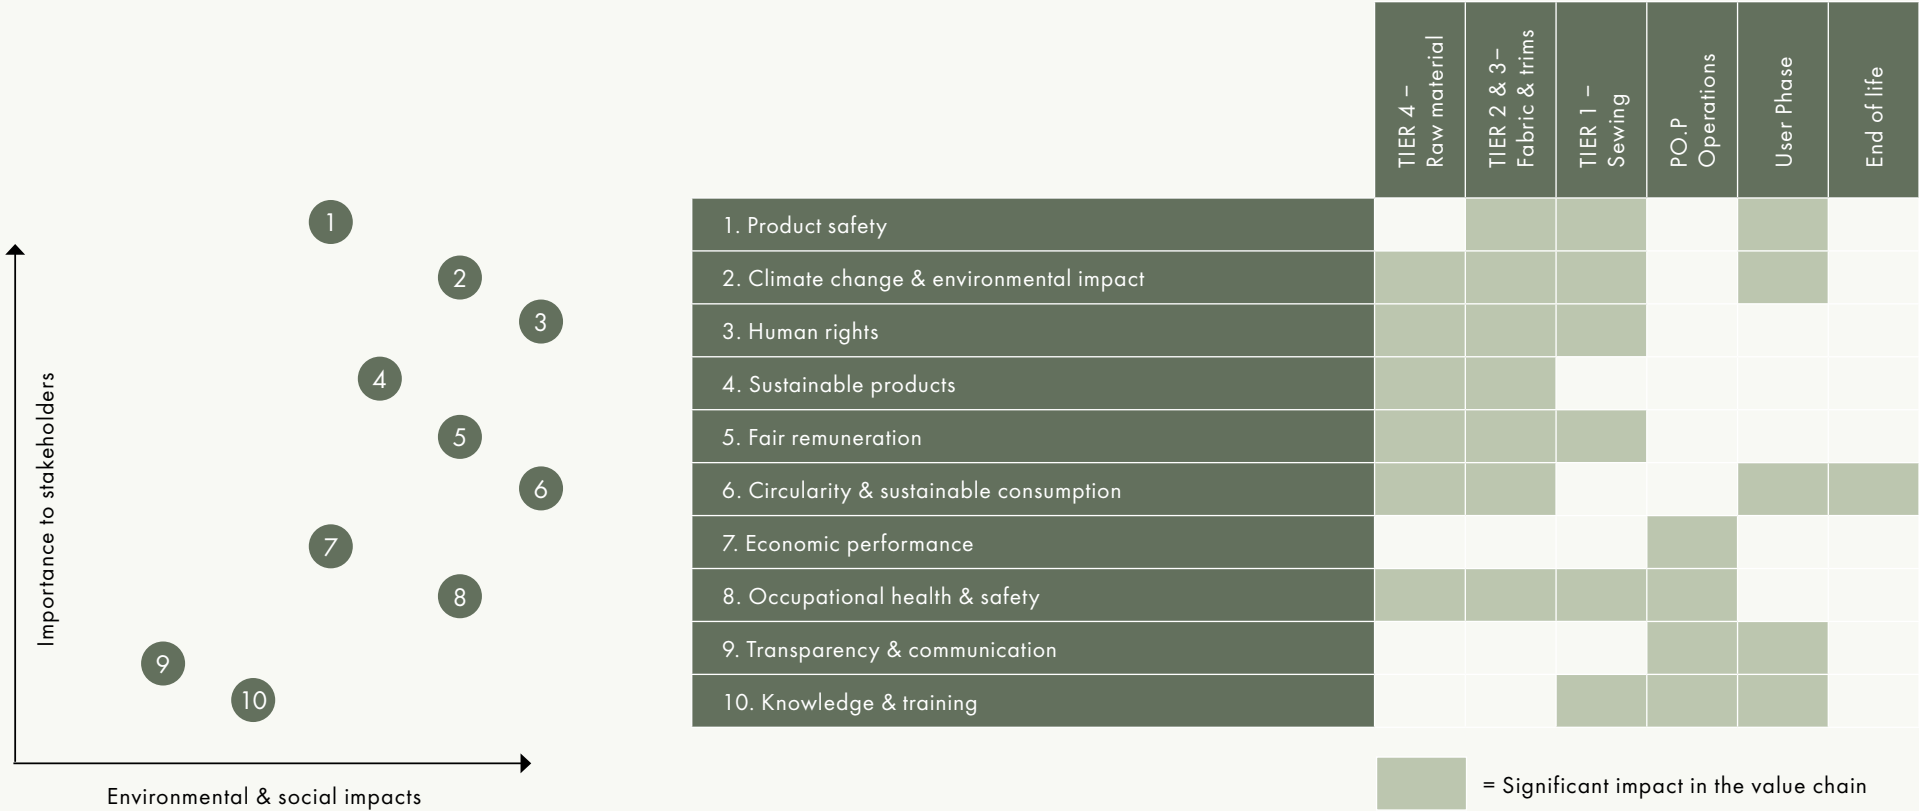 TIER 4 –
Raw material
TIER 2 & 3–
Fabric & trims
TIER 1 –
Sewing
PO.P
Operations
User Phase
End of life
1
2
3
4
5
6
7
8
9
10
Importance to stakeholders
Environmental & social impacts
1. Product safety
2. Climate change & environmental impact
3. Human rights
4. Sustainable products
5. Fair remuneration
6. Circularity & sustainable consumption
7. Economic performance
8. Occupational health & safety
9. Transparency & communication
10. Knowledge & training
= Significant impact in the value chain